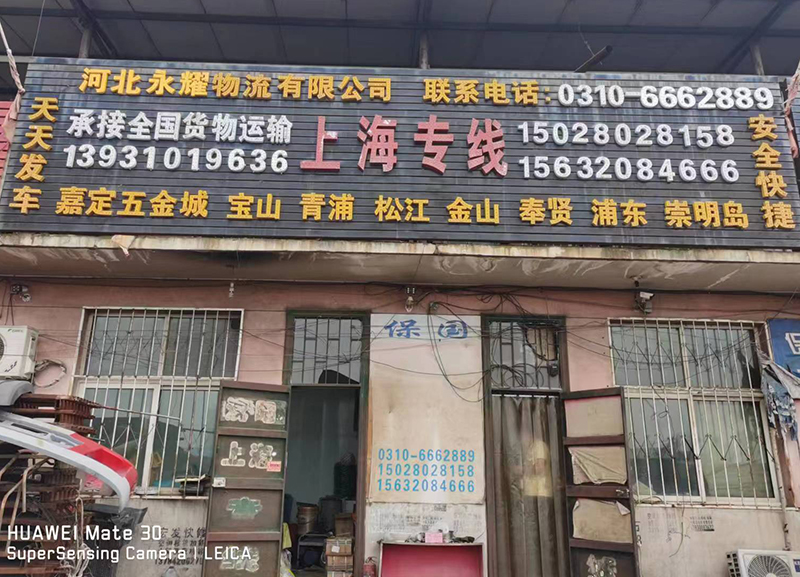 河北永耀物流有限公司 联系电话:0310-6662889
天天发车
承接全国货物运输
13931019636
上海专线
15028028158
15632084666
安全快捷
嘉定五金城 宝山 青浦 松江 金山 奉贤 浦东 崇明岛
保国
0310-6662889
15028028158
15632084666
上海
HUAWEI Mate 30
SuperSensing Camera | LEICA